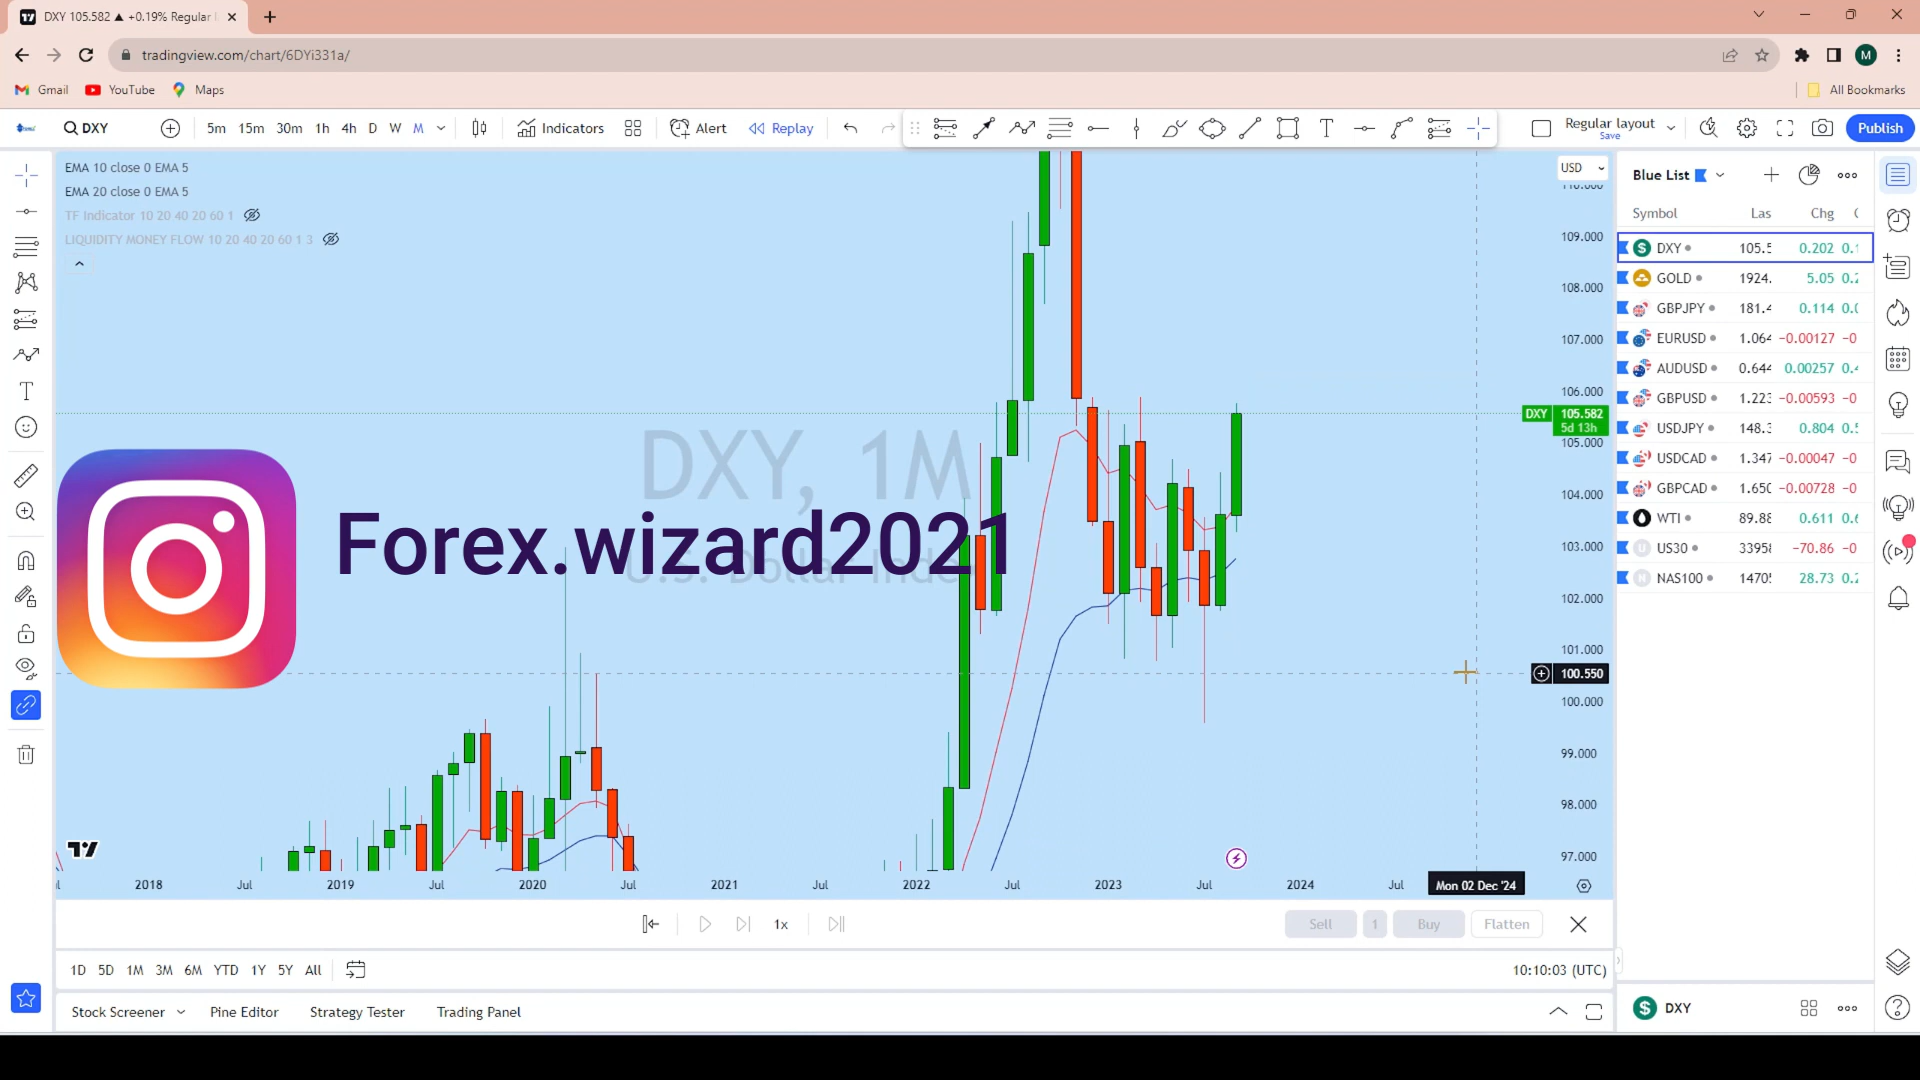 DXY 105.582 ▲ +0.19% Regular
tradingview.com/chart/6DYi331a/
Gmail YouTube Maps All Bookmarks
DXY 5m 15m 30m 1h 4h D W M Indicators Alert Replay Regular layout Save Publish
EMA 10 close 0 EMA 5
EMA 20 close 0 EMA 5
TF Indicator 10 20 40 20 60 1
LIQUIDITY MONEY FLOW 10 20 40 20 60 1 3
USD
109.000
108.000
107.000
106.000
DXY 105.582
5d 13h
105.000
104.000
103.000
102.000
101.000
100.550
100.000
99.000
98.000
97.000
DXY, 1M
Forex.wizard2021
2018 Jul 2019 Jul 2020 Jul 2021 Jul 2022 Jul 2023 Jul 2024 Jul Mon 02 Dec '24
1x Sell 1 Buy Flatten
1D 5D 1M 3M 6M YTD 1Y 5Y All 10:10:03 (UTC)
Stock Screener Pine Editor Strategy Tester Trading Panel
Blue List
Symbol Las Chg
DXY 105.5 0.202
GOLD 1924. 5.05
GBPJPY 181.4 0.114
EURUSD 1.064 -0.00127
AUDUSD 0.644 0.00257
GBPUSD 1.223 -0.00593
USDJPY 148.3 0.804
USDCAD 1.347 -0.00047
GBPCAD 1.650 -0.00728
WTI 89.88 0.611
US30 33958 -70.86
NAS100 1470 28.73
DXY